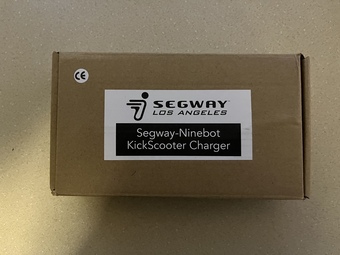 CE
SEGWAY
LOS ANGELES
Segway-Ninebot
KickScooter Charger